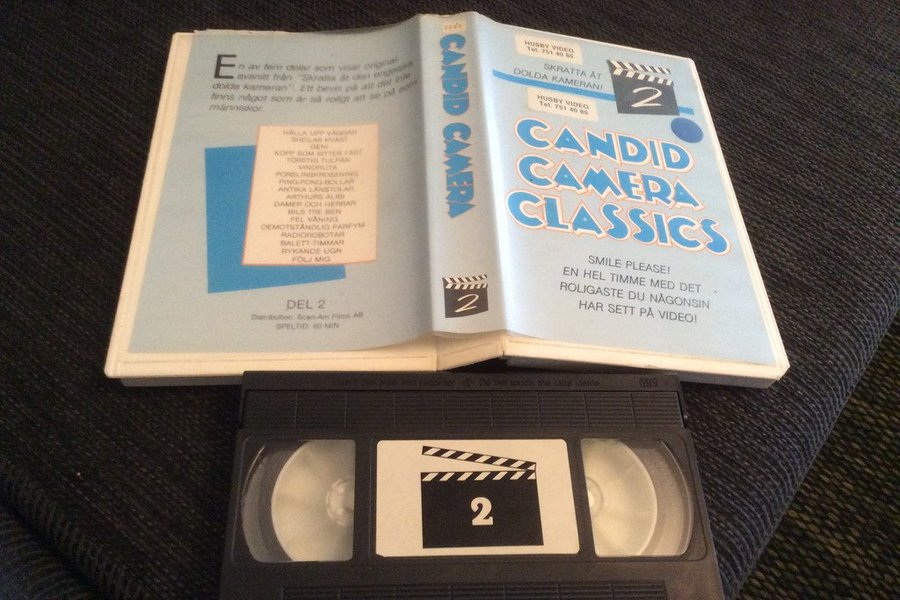 En av fem delar som visar original
avsnitt från "Skratta åt den engelska
dolda kameran". Ett bevis på att det inte
finns något som är så roligt att se på som
människor.
HÅLLA UPP VÄGGAR
SHEILAS KVAST
GENI
KOPP SOM SITTER FAST
TÖRSTIG TULPAN
VINDRUTA
PORSLINSKROSSNING
PING-PONG-BOLLAR
ANTIKA LÄNSTOLAR
ARTHURS ALIBI
DAMER OCH HERRAR
BILS TRE BEN
FEL VÅNING
OEMOTSTÅNDLIG PARFYM
RADIOROBOTAR
BALETT-TIMMAR
RYKANDE UGN
FÖLJ MIG
DEL 2
Distribution: Scan-Am Films AB
SPELTID: 60 MIN
CANDID CAMERA
2
HUSBY VIDEO
Tel. 751 40 85
SKRATTA ÅT
DOLDA KAMERAN!
2
HUSBY VIDEO
Tel. 751 40 85
CANDID
CAMERA
CLASSICS
SMILE PLEASE!
EN HEL TIMME MED DET
ROLIGASTE DU NÅGONSIN
HAR SETT PÅ VIDEO!
2